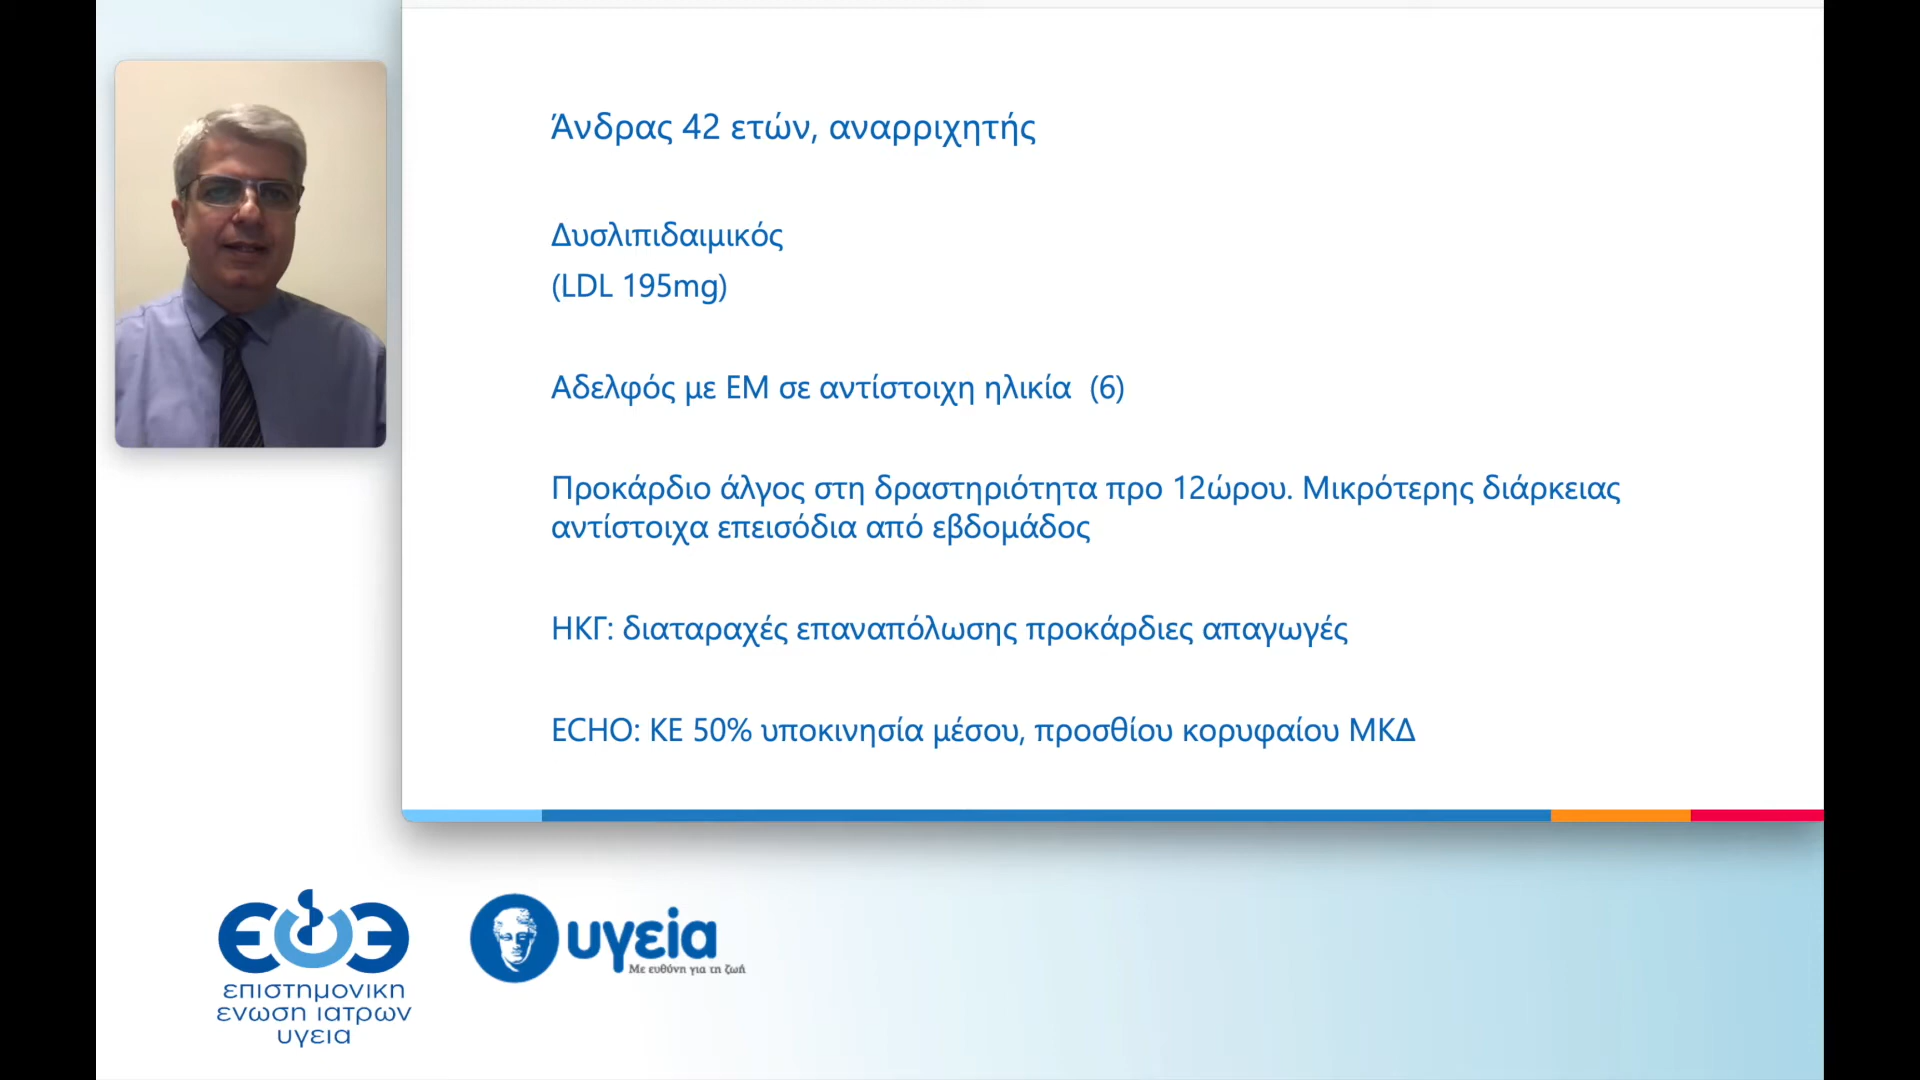 Άνδρας 42 ετών, αναρριχητής
Δυσλιπιδαιμικός
(LDL 195mg)
Αδελφός με ΕΜ σε αντίστοιχη ηλικία (6)
Προκάρδιο άλγος στη δραστηριότητα προ 12ώρου. Μικρότερης διάρκειας
αντίστοιχα επεισόδια από εβδομάδος
ΗΚΓ: διαταραχές επαναπόλωσης προκάρδιες απαγωγές
ECHO: ΚΕ 50% υποκινησία μέσου, προσθίου κορυφαίου ΜΚΔ
επιστημονικη
ενωση ιατρων
υγεια
υγεία
Με ευθύνη για τη ζωή